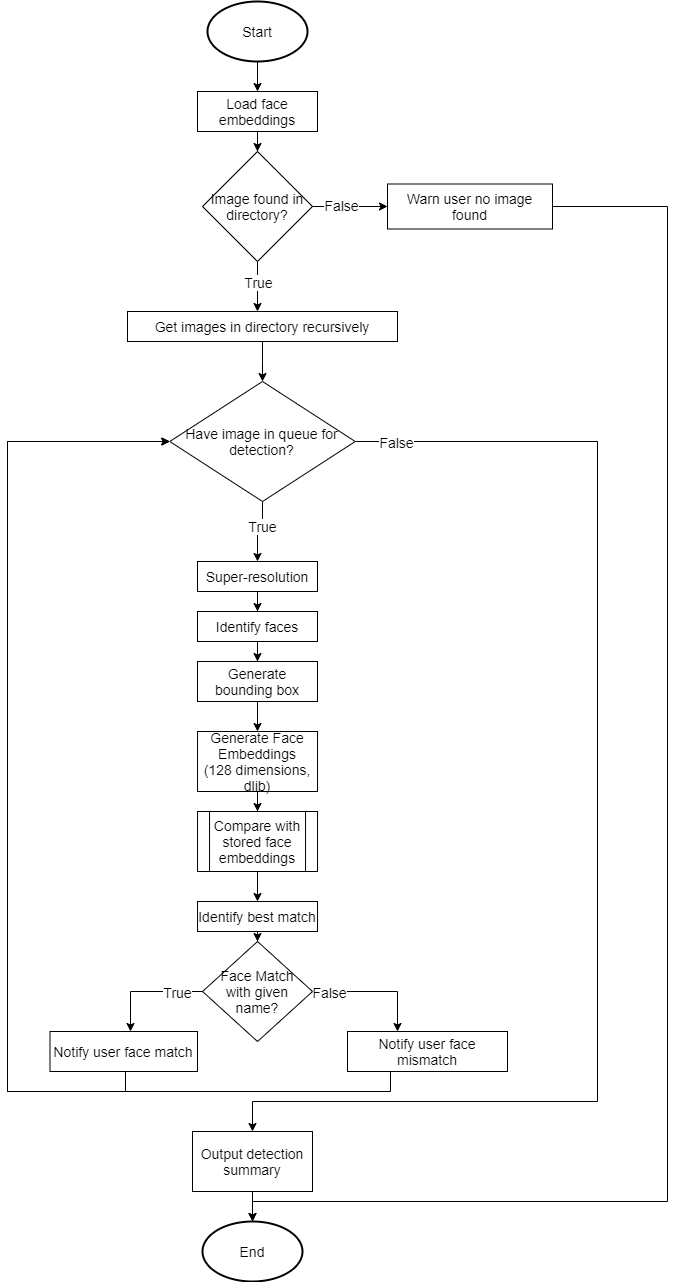 Start
Load face
embeddings
Image found in
directory?
False
Warn user no image
found
True
Get images in directory recursively
Have image in queue for
detection?
False
True
Super-resolution
Identify faces
Generate
bounding box
Generate Face
Embeddings
(128 dimensions,
dlib)
Compare with
stored face
embeddings
Identify best match
Face Match
with given
name?
True
False
Notify user face match
Notify user face
mismatch
Output detection
summary
End